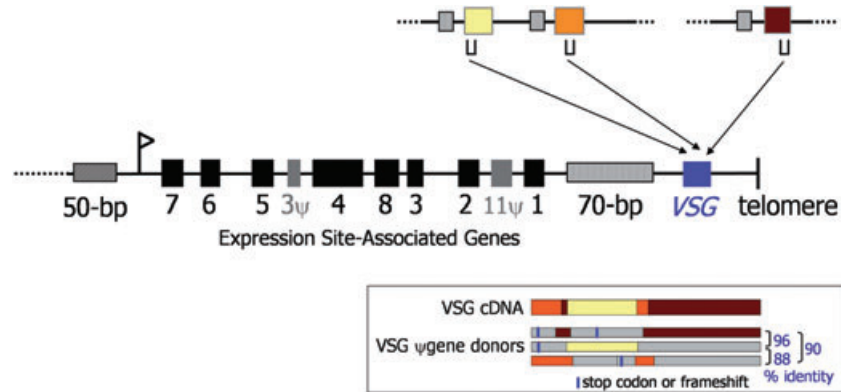 50-bp 7 6 5 3ψ 4 8 3 2 11ψ 1 70-bp VSG telomere
Expression Site-Associated Genes
VSG cDNA
VSG ψgene donors
96
88
90
% identity
stop codon or frameshift